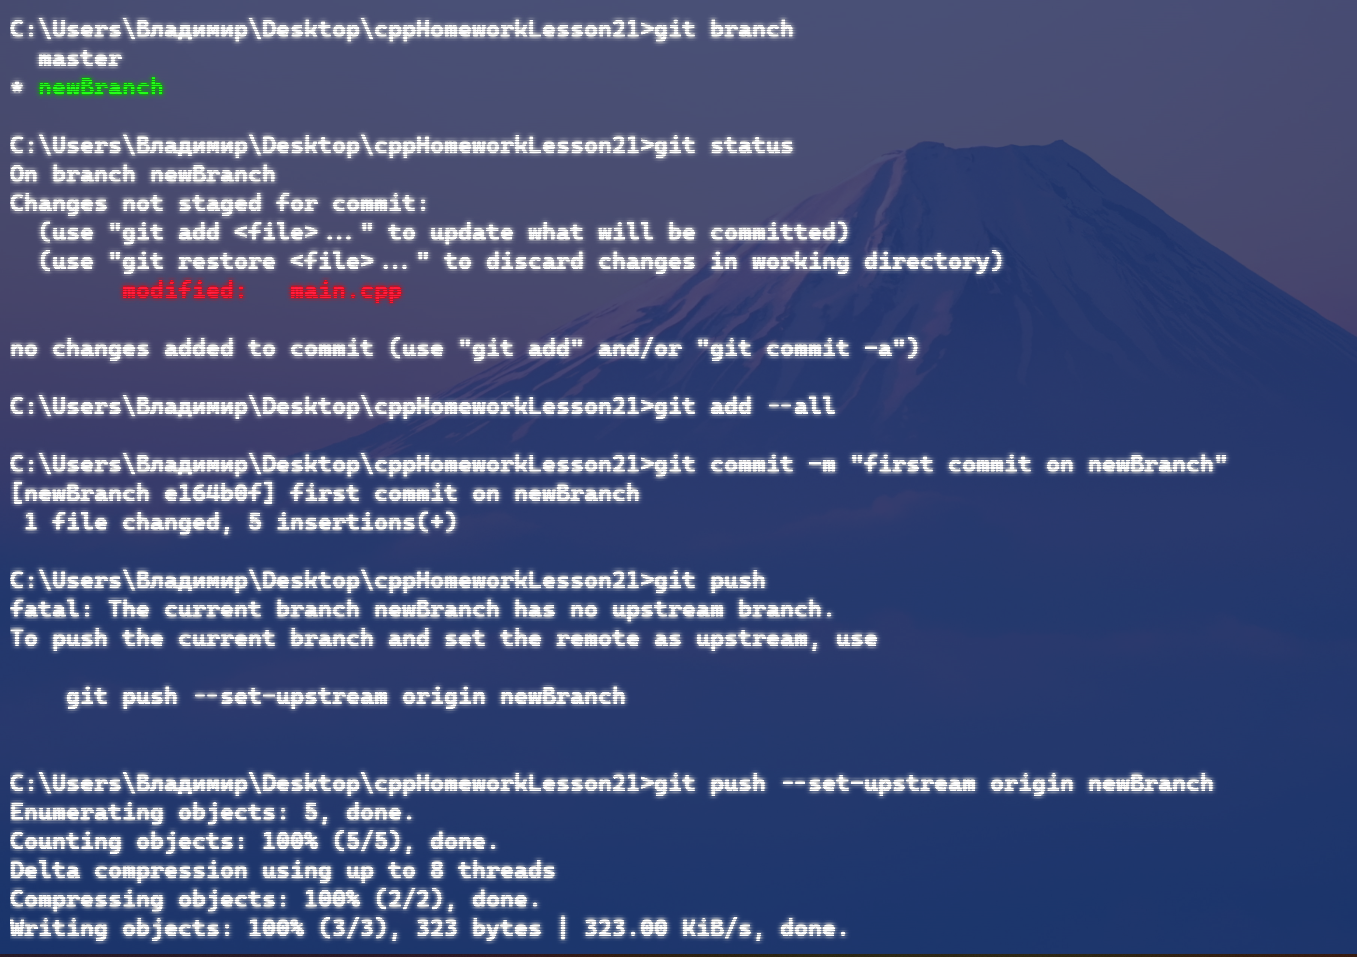 C:\Users\Владимир\Desktop\cppHomeworkLesson21>git branch
  master
* newBranch
C:\Users\Владимир\Desktop\cppHomeworkLesson21>git status
On branch newBranch
Changes not staged for commit:
  (use "git add <file>..." to update what will be committed)
  (use "git restore <file>..." to discard changes in working directory)
        modified:   main.cpp
no changes added to commit (use "git add" and/or "git commit -a")
C:\Users\Владимир\Desktop\cppHomeworkLesson21>git add --all
C:\Users\Владимир\Desktop\cppHomeworkLesson21>git commit -m "first commit on newBranch"
[newBranch e164b0f] first commit on newBranch
 1 file changed, 5 insertions(+)
C:\Users\Владимир\Desktop\cppHomeworkLesson21>git push
fatal: The current branch newBranch has no upstream branch.
To push the current branch and set the remote as upstream, use
    git push --set-upstream origin newBranch
C:\Users\Владимир\Desktop\cppHomeworkLesson21>git push --set-upstream origin newBranch
Enumerating objects: 5, done.
Counting objects: 100% (5/5), done.
Delta compression using up to 8 threads
Compressing objects: 100% (2/2), done.
Writing objects: 100% (3/3), 323 bytes | 323.00 KiB/s, done.